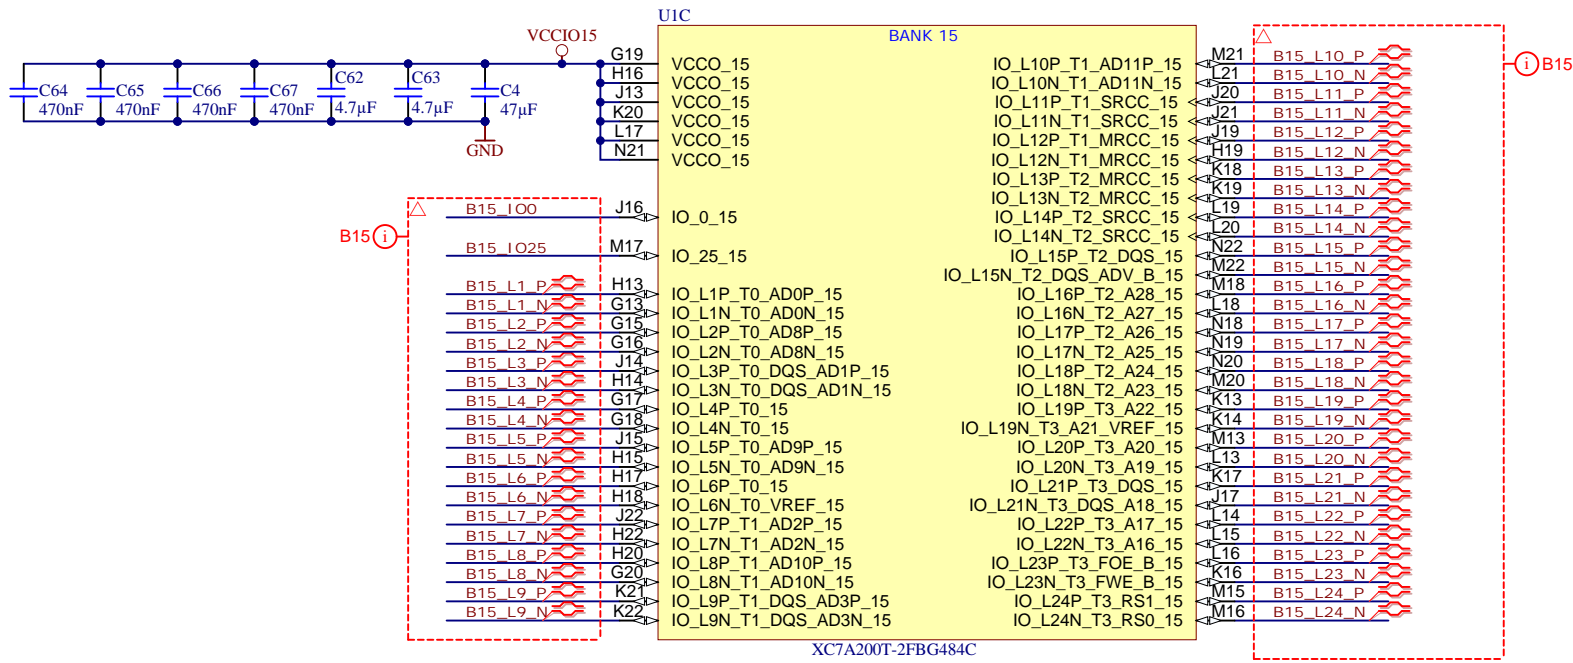 U1C
BANK 15
VCCIO15
GND
C64 470nF
C65 470nF
C66 470nF
C67 470nF
C62 4.7µF
C63 4.7µF
C4 47µF
G19 VCCO_15
H16 VCCO_15
J13 VCCO_15
K20 VCCO_15
L17 VCCO_15
N21 VCCO_15
B15 i
B15_IO0 J16 IO_0_15
B15_IO25 M17 IO_25_15
B15_L1_P H13 IO_L1P_T0_AD0P_15
B15_L1_N G13 IO_L1N_T0_AD0N_15
B15_L2_P G15 IO_L2P_T0_AD8P_15
B15_L2_N G16 IO_L2N_T0_AD8N_15
B15_L3_P J14 IO_L3P_T0_DQS_AD1P_15
B15_L3_N H14 IO_L3N_T0_DQS_AD1N_15
B15_L4_P G17 IO_L4P_T0_15
B15_L4_N G18 IO_L4N_T0_15
B15_L5_P J15 IO_L5P_T0_AD9P_15
B15_L5_N H15 IO_L5N_T0_AD9N_15
B15_L6_P H17 IO_L6P_T0_15
B15_L6_N H18 IO_L6N_T0_VREF_15
B15_L7_P J22 IO_L7P_T1_AD2P_15
B15_L7_N H22 IO_L7N_T1_AD2N_15
B15_L8_P H20 IO_L8P_T1_AD10P_15
B15_L8_N G20 IO_L8N_T1_AD10N_15
B15_L9_P K21 IO_L9P_T1_DQS_AD3P_15
B15_L9_N K22 IO_L9N_T1_DQS_AD3N_15
IO_L10P_T1_AD11P_15 M21 B15_L10_P
IO_L10N_T1_AD11N_15 L21 B15_L10_N
IO_L11P_T1_SRCC_15 J20 B15_L11_P
IO_L11N_T1_SRCC_15 J21 B15_L11_N
IO_L12P_T1_MRCC_15 J19 B15_L12_P
IO_L12N_T1_MRCC_15 H19 B15_L12_N
IO_L13P_T2_MRCC_15 K18 B15_L13_P
IO_L13N_T2_MRCC_15 K19 B15_L13_N
IO_L14P_T2_SRCC_15 L19 B15_L14_P
IO_L14N_T2_SRCC_15 L20 B15_L14_N
IO_L15P_T2_DQS_15 N22 B15_L15_P
IO_L15N_T2_DQS_ADV_B_15 M22 B15_L15_N
IO_L16P_T2_A28_15 M18 B15_L16_P
IO_L16N_T2_A27_15 L18 B15_L16_N
IO_L17P_T2_A26_15 N18 B15_L17_P
IO_L17N_T2_A25_15 N19 B15_L17_N
IO_L18P_T2_A24_15 N20 B15_L18_P
IO_L18N_T2_A23_15 M20 B15_L18_N
IO_L19P_T3_A22_15 K13 B15_L19_P
IO_L19N_T3_A21_VREF_15 K14 B15_L19_N
IO_L20P_T3_A20_15 M13 B15_L20_P
IO_L20N_T3_A19_15 L13 B15_L20_N
IO_L21P_T3_DQS_15 K17 B15_L21_P
IO_L21N_T3_DQS_A18_15 J17 B15_L21_N
IO_L22P_T3_A17_15 L14 B15_L22_P
IO_L22N_T3_A16_15 L15 B15_L22_N
IO_L23P_T3_FOE_B_15 L16 B15_L23_P
IO_L23N_T3_FWE_B_15 K16 B15_L23_N
IO_L24P_T3_RS1_15 M15 B15_L24_P
IO_L24N_T3_RS0_15 M16 B15_L24_N
i B15
XC7A200T-2FBG484C